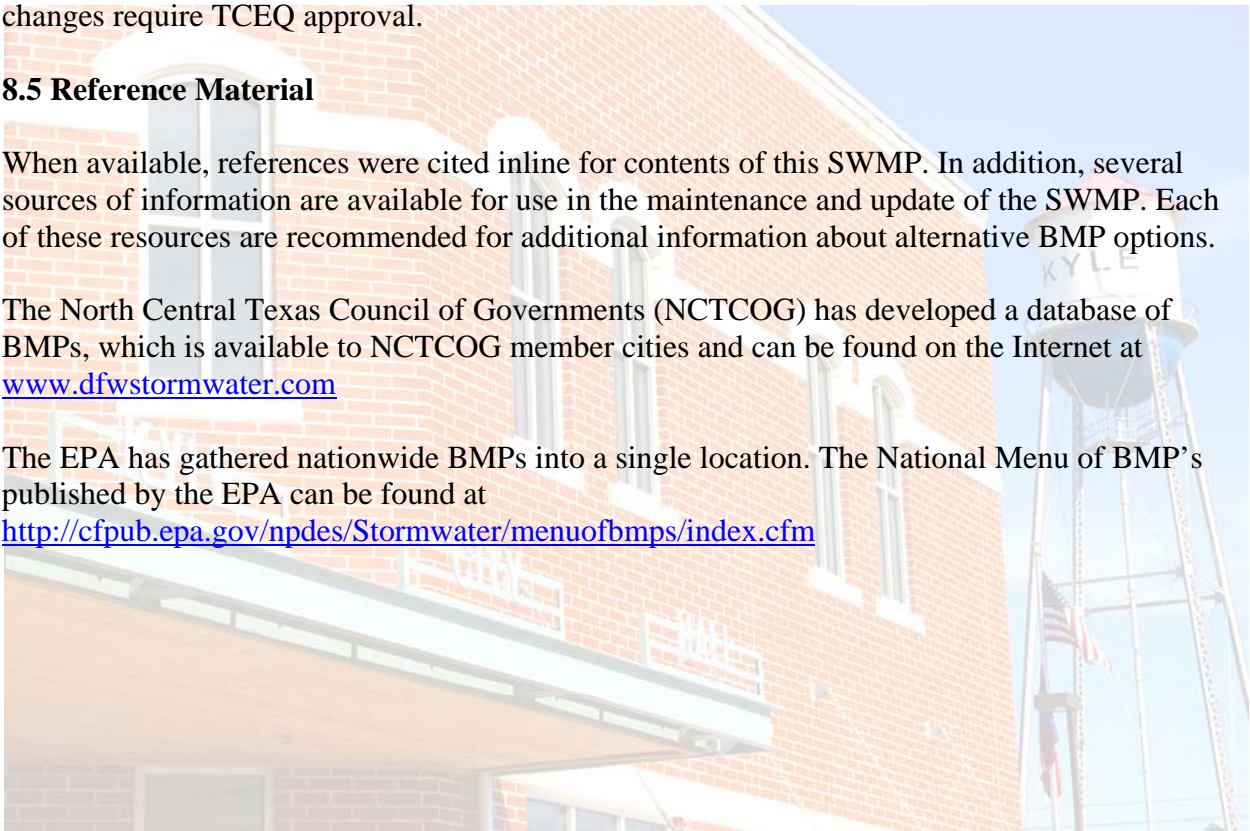 changes require TCEQ approval.
8.5 Reference Material
When available, references were cited inline for contents of this SWMP. In addition, several
sources of information are available for use in the maintenance and update of the SWMP. Each
of these resources are recommended for additional information about alternative BMP options.
KYLE
The North Central Texas Council of Governments (NCTCOG) has developed a database of
BMPs, which is available to NCTCOG member cities and can be found on the Internet at
www.dfwstormwater.com
KYLE
The EPA has gathered nationwide BMPs into a single location. The National Menu of BMP’s
published by the EPA can be found at
http://cfpub.epa.gov/npdes/Stormwater/menuofbmps/index.cfm
CITY
HALL